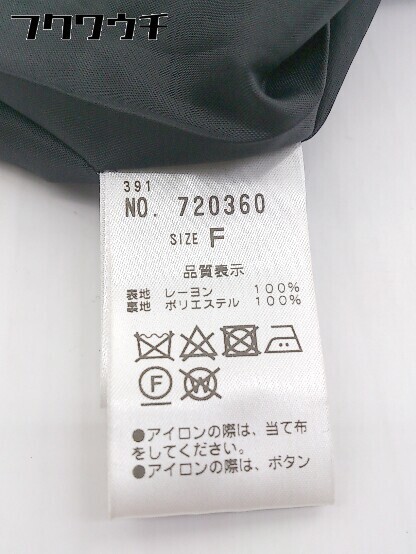 フクウウチ
391
NO. 720360
SIZE F
品質表示
表地 レーヨン 100%
裏地 ポリエステル 100%
F W
●アイロンの際は、当て布
をしてください。
●アイロンの際は、ボタン